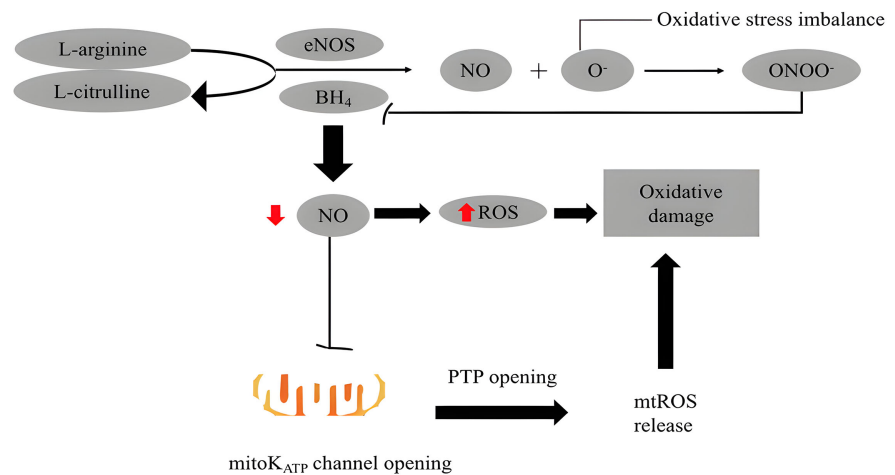 Oxidative stress imbalance
L-arginine
eNOS
NO + O⁻ ONOO⁻
L-citrulline
BH₄
NO
ROS
Oxidative
damage
PTP opening
mtROS
release
mitoK_ATP channel opening